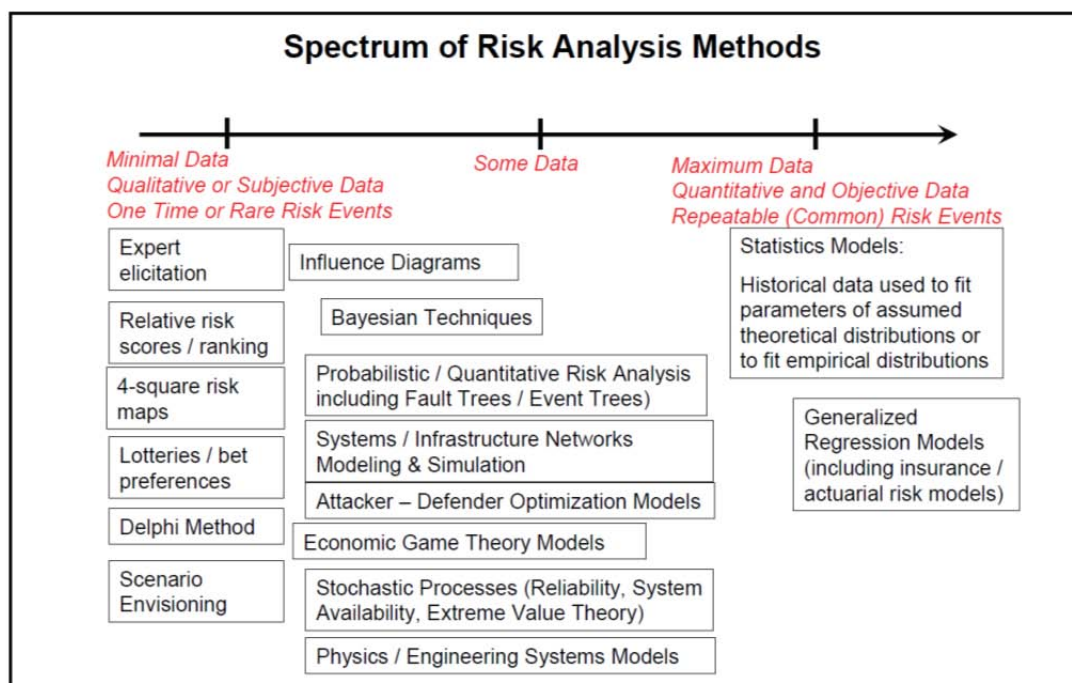 Spectrum of Risk Analysis Methods
Minimal Data
Qualitative or Subjective Data
One Time or Rare Risk Events
Some Data
Maximum Data
Quantitative and Objective Data
Repeatable (Common) Risk Events
Expert
elicitation
Relative risk
scores / ranking
4-square risk
maps
Lotteries / bet
preferences
Delphi Method
Scenario
Envisioning
Influence Diagrams
Bayesian Techniques
Probabilistic / Quantitative Risk Analysis
including Fault Trees / Event Trees)
Systems / Infrastructure Networks
Modeling & Simulation
Attacker – Defender Optimization Models
Economic Game Theory Models
Stochastic Processes (Reliability, System
Availability, Extreme Value Theory)
Physics / Engineering Systems Models
Statistics Models:
Historical data used to fit
parameters of assumed
theoretical distributions or
to fit empirical distributions
Generalized
Regression Models
(including insurance /
actuarial risk models)